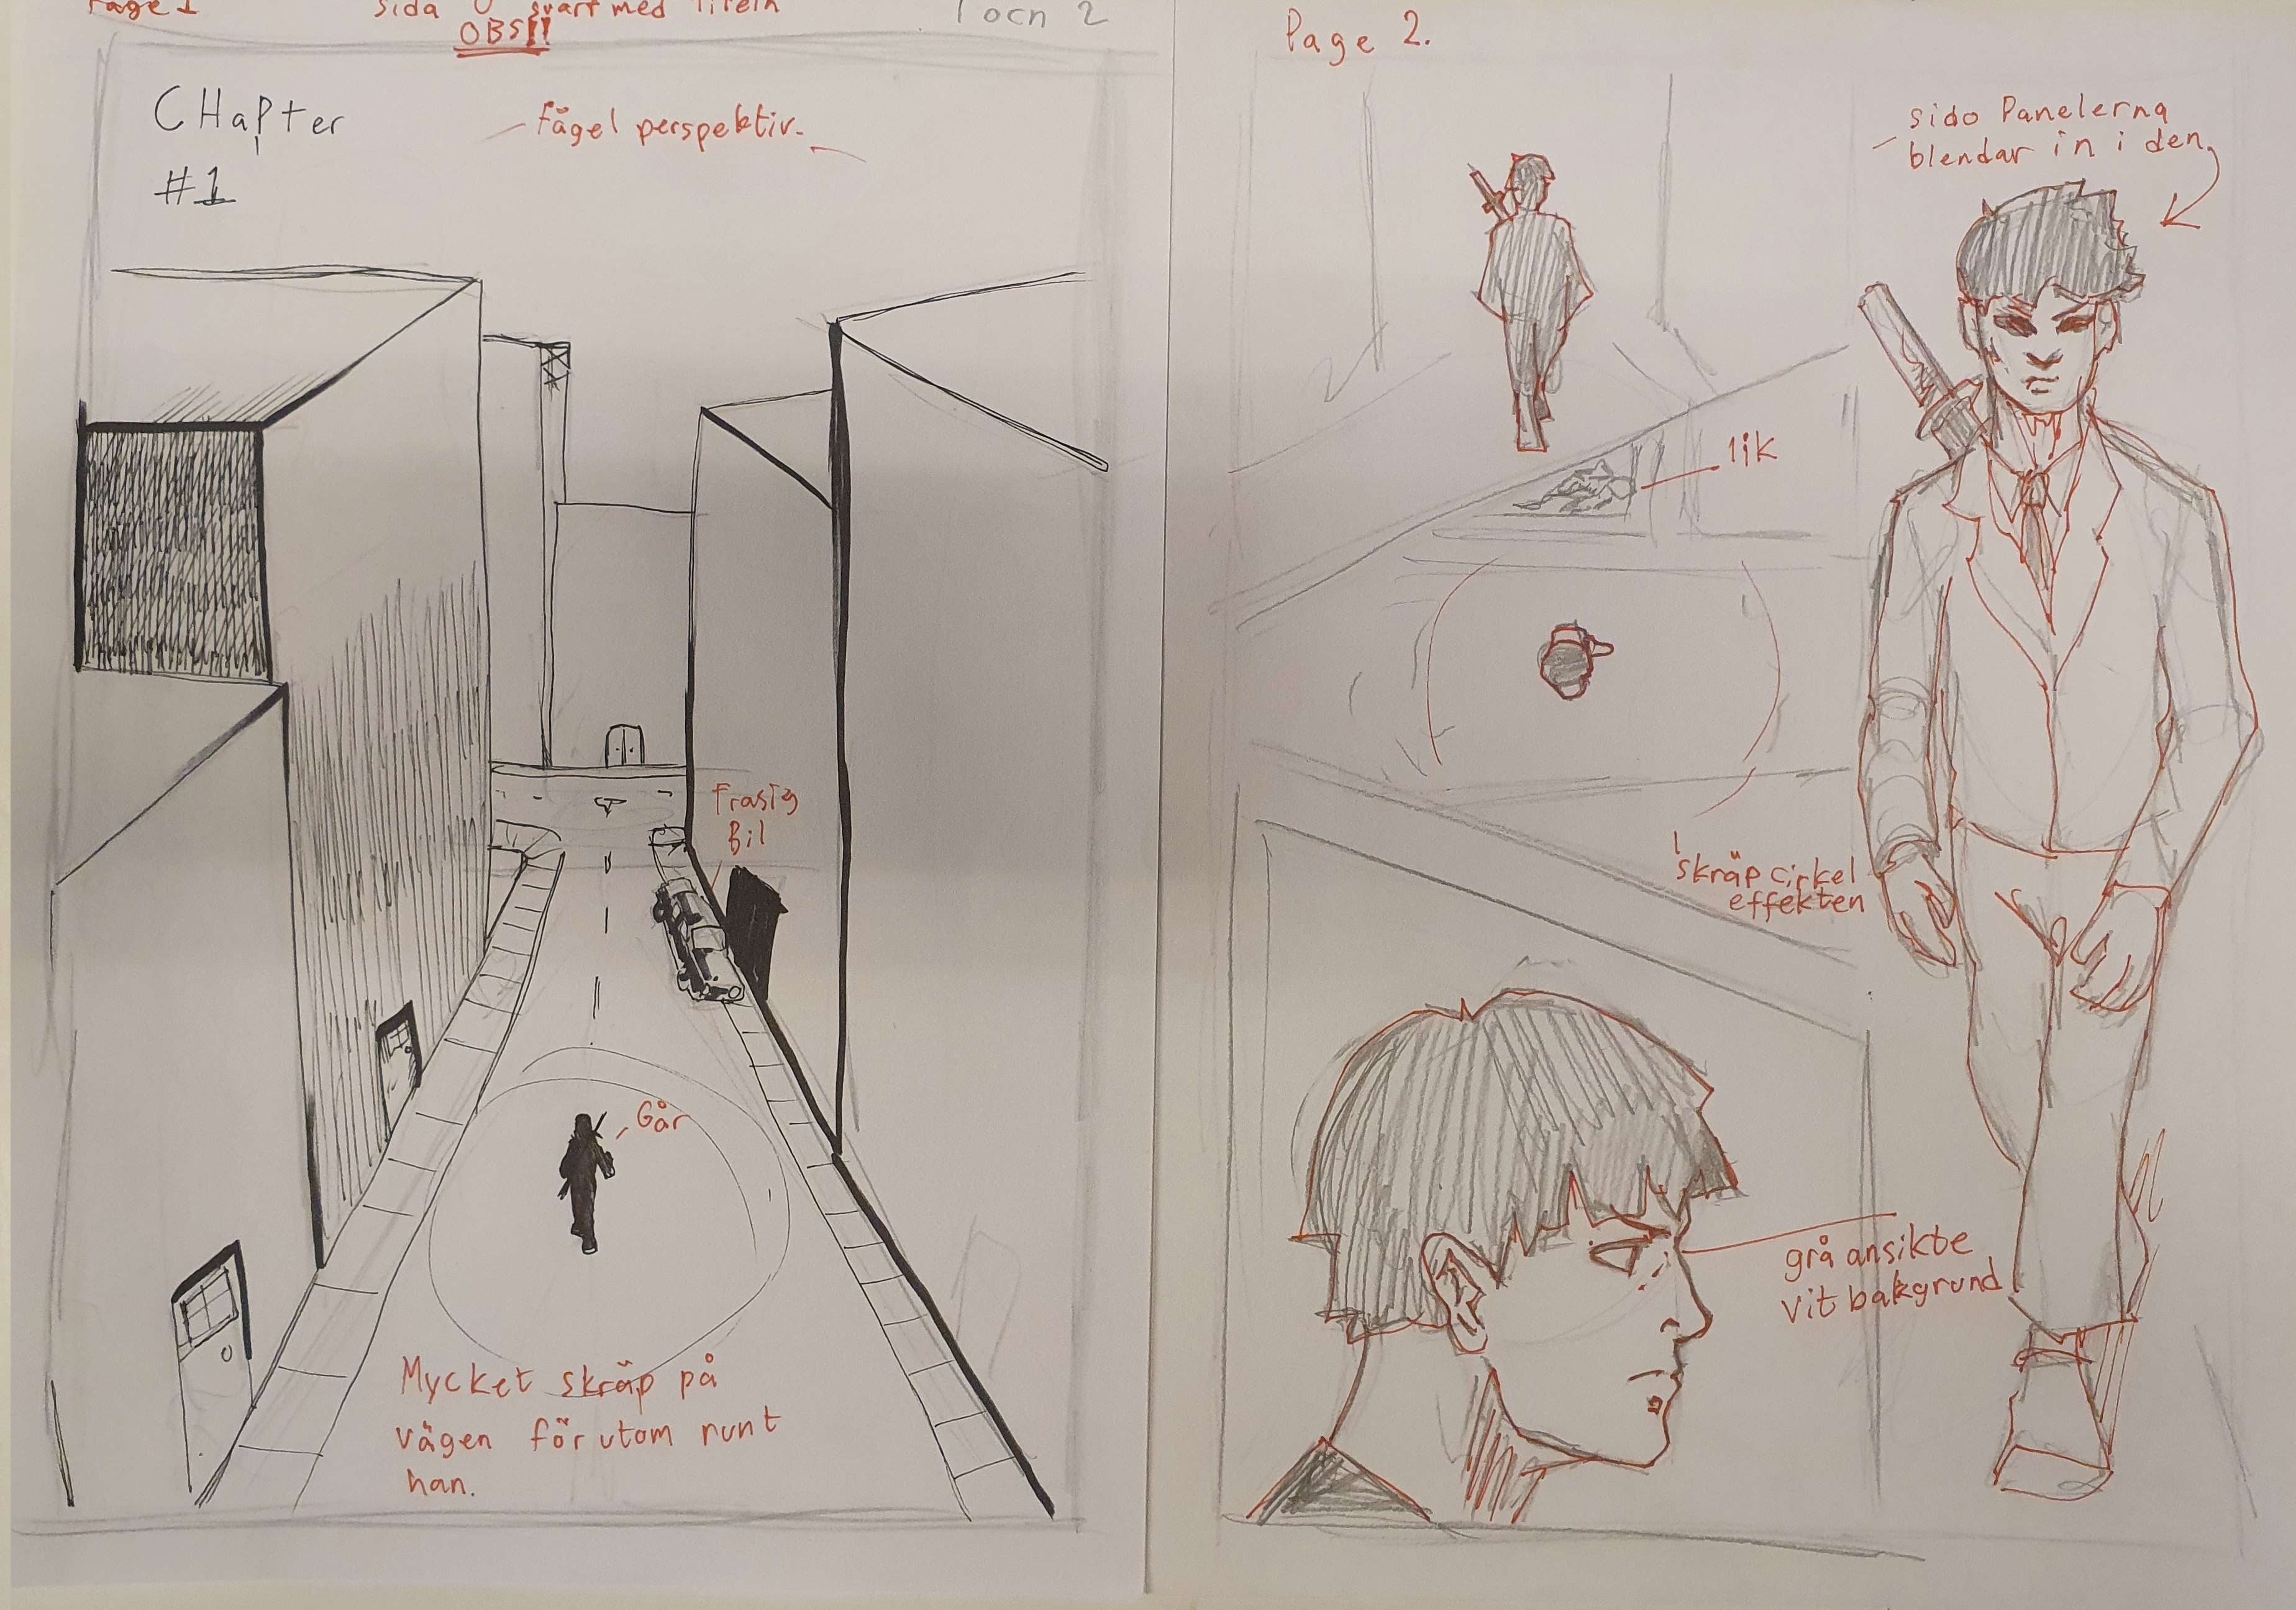 Page 1
sida 0 svart med titeln
OBS!!
1 och 2
CHapter
#1
fågel perspektiv.
Frasig
Bil
Går
Mycket skräp på
vägen förutom runt
han.
Page 2.
sido Panelerna
blendar in i den
lik
skräp cirkel
effekten
grå ansikte
vit bakgrund